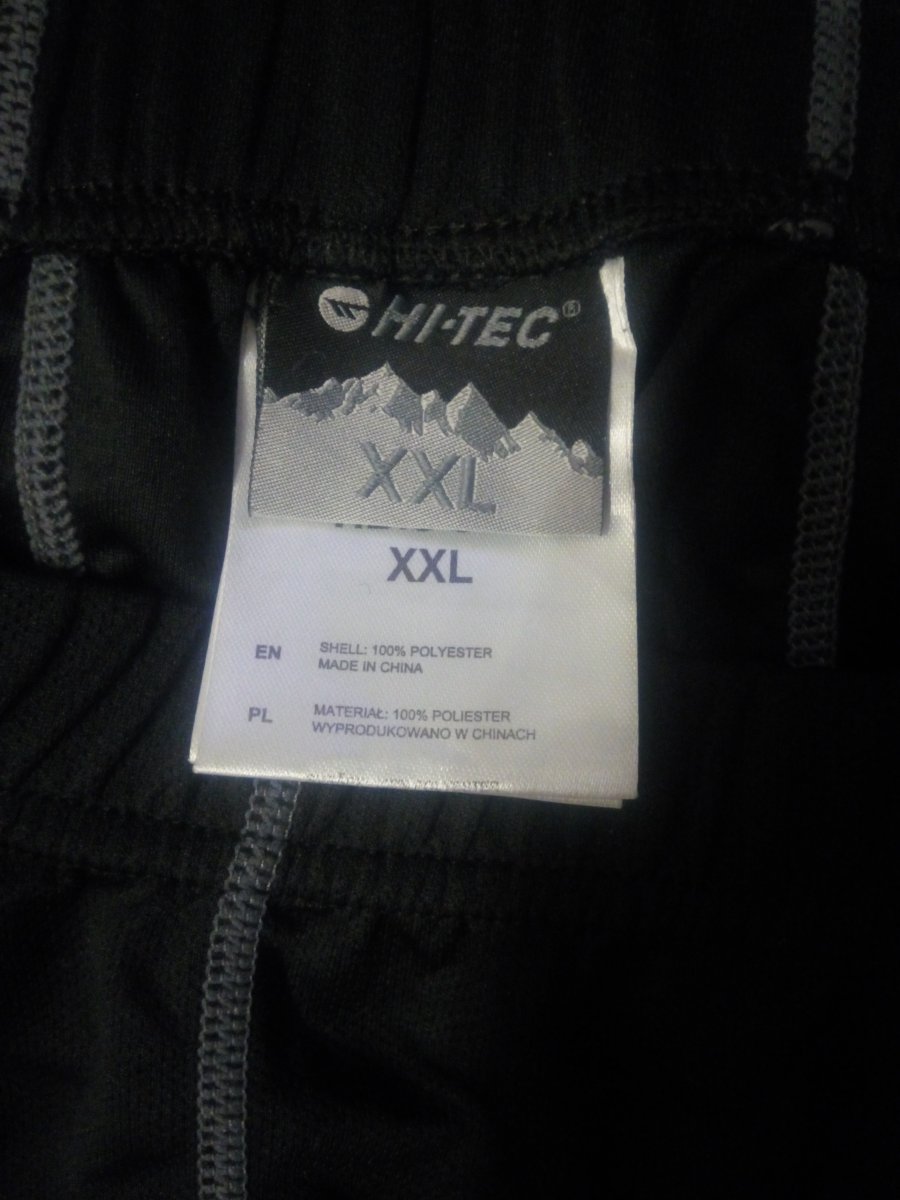 HI-TEC®
XXL
XXL
EN SHELL: 100% POLYESTER
MADE IN CHINA
PL MATERIAŁ: 100% POLIESTER
WYPRODUKOWANO W CHINACH